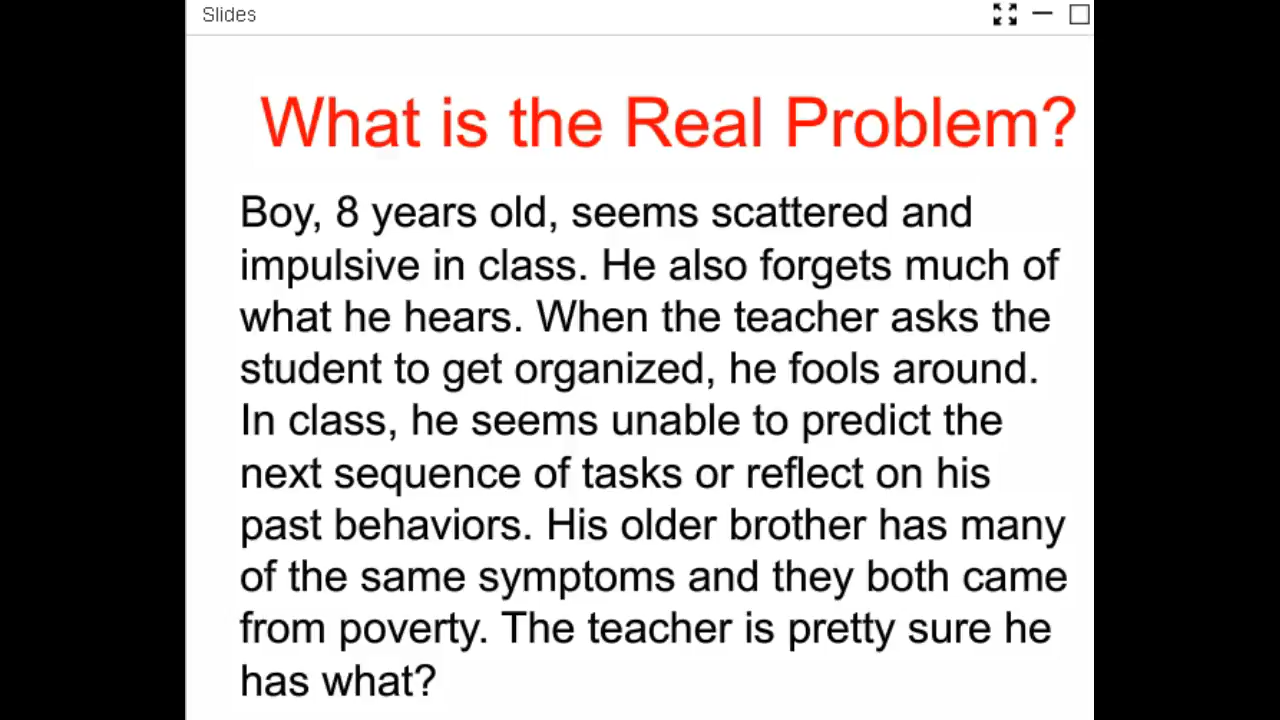 Slides
What is the Real Problem?
Boy, 8 years old, seems scattered and
impulsive in class. He also forgets much of
what he hears. When the teacher asks the
student to get organized, he fools around.
In class, he seems unable to predict the
next sequence of tasks or reflect on his
past behaviors. His older brother has many
of the same symptoms and they both came
from poverty. The teacher is pretty sure he
has what?